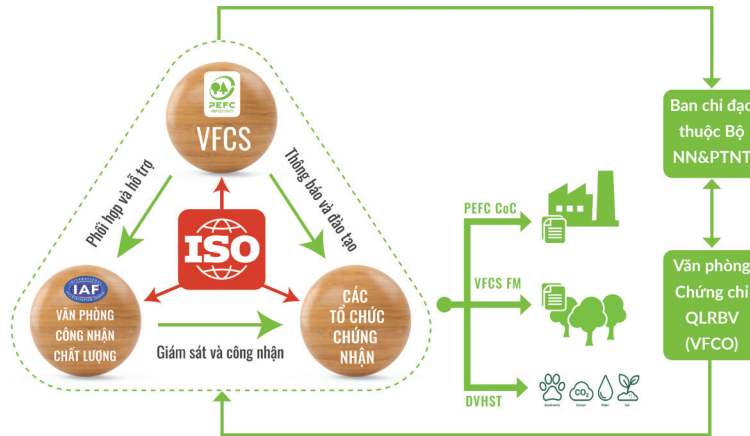 PEFC
VFCS
Phối hợp và hỗ trợ
Thông báo và đào tạo
ISO
IAF
VĂN PHÒNG
CÔNG NHẬN
CHẤT LƯỢNG
Giám sát và công nhận
CÁC
TỔ CHỨC
CHỨNG
NHẬN
PEFC CoC
VFCS FM
DVHST
CO₂
Ban chỉ đạo
thuộc Bộ
NN&PTNT
Văn phòng
Chứng chỉ
QLRBV
(VFCO)